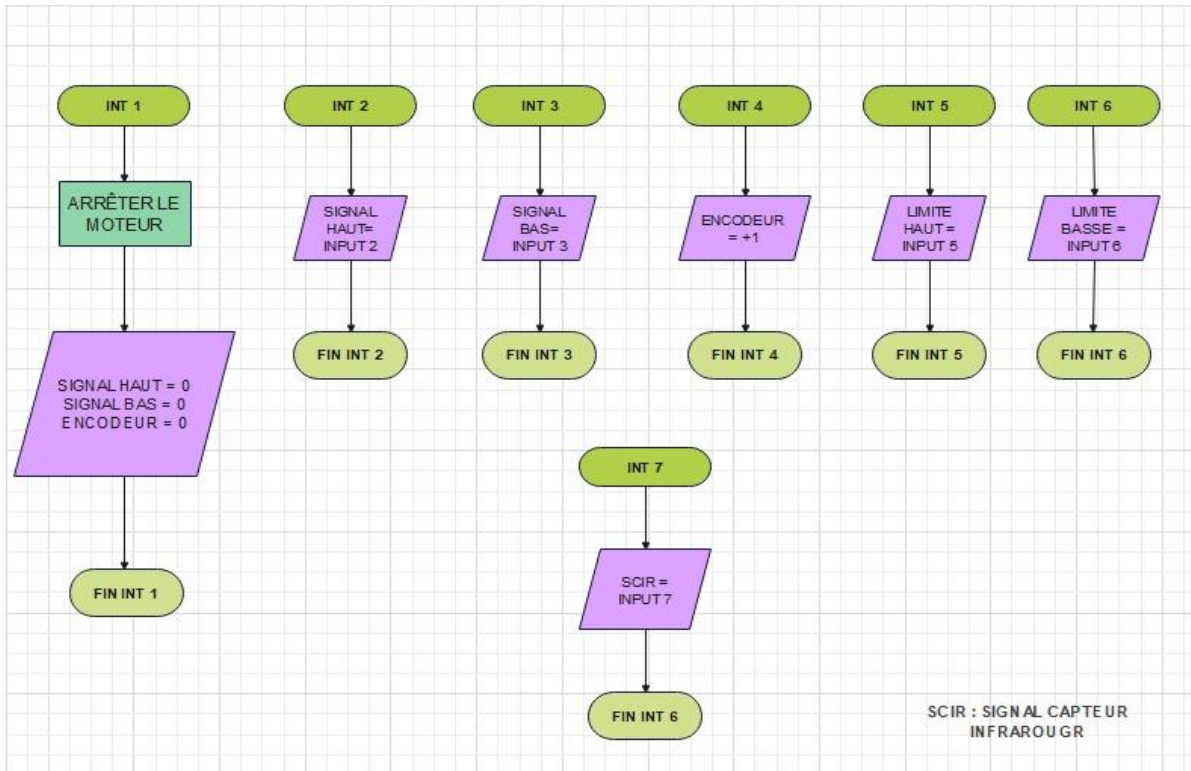 INT 1
ARRÊTER LE
MOTEUR
SIGNAL HAUT = 0
SIGNAL BAS = 0
ENCODEUR = 0
FIN INT 1
INT 2
SIGNAL
HAUT=
INPUT 2
FIN INT 2
INT 3
SIGNAL
BAS=
INPUT 3
FIN INT 3
INT 4
ENCODEUR
= +1
FIN INT 4
INT 5
LIMITE
HAUT =
INPUT 5
FIN INT 5
INT 6
LIMITE
BASSE =
INPUT 6
FIN INT 6
INT 7
SCIR =
INPUT 7
FIN INT 6
SCIR : SIGNAL CAPTEUR
INFRAROUGR